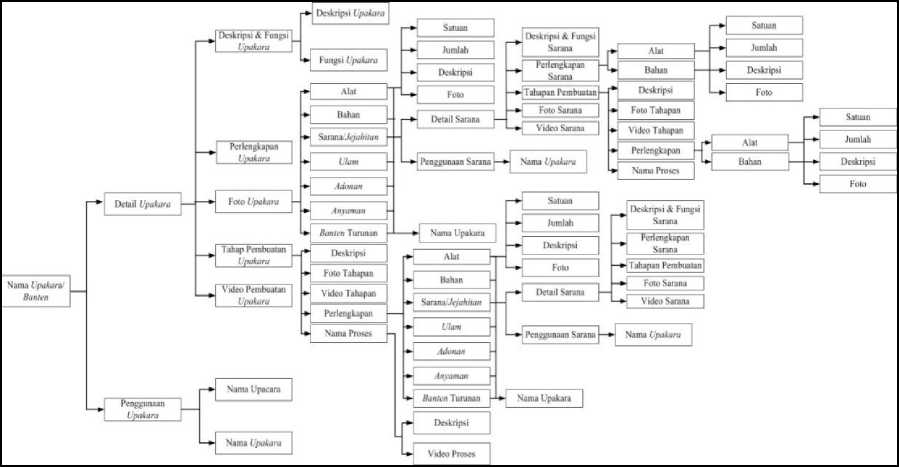 Nama Upakara/
Banten
Detail Upakara
Penggunaan
Upakara
Deskripsi & Fungsi
Upakara
Perlengkapan
Upakara
Foto Upakara
Tahap Pembuatan
Upakara
Video Pembuatan
Upakara
Nama Upacara
Nama Upakara
Deskripsi Upakara
Fungsi Upakara
Alat
Bahan
Sarana/Jejahitan
Ulam
Adonan
Anyaman
Banten Turunan
Deskripsi
Foto Tahapan
Video Tahapan
Perlengkapan
Nama Proses
Satuan
Jumlah
Deskripsi
Foto
Detail Sarana
Penggunaan Sarana
Nama Upakara
Alat
Bahan
Sarana/Jejahitan
Ulam
Adonan
Anyaman
Banten Turunan
Deskripsi
Video Proses
Deskripsi & Fungsi
Sarana
Perlengkapan
Sarana
Tahapan Pembuatan
Foto Sarana
Video Sarana
Nama Upakara
Satuan
Jumlah
Deskripsi
Foto
Detail Sarana
Penggunaan Sarana
Nama Upakara
Alat
Bahan
Deskripsi
Foto Tahapan
Video Tahapan
Perlengkapan
Nama Proses
Deskripsi & Fungsi
Sarana
Perlengkapan
Sarana
Tahapan Pembuatan
Foto Sarana
Video Sarana
Nama Upakara
Satuan
Jumlah
Deskripsi
Foto
Alat
Bahan
Satuan
Jumlah
Deskripsi
Foto